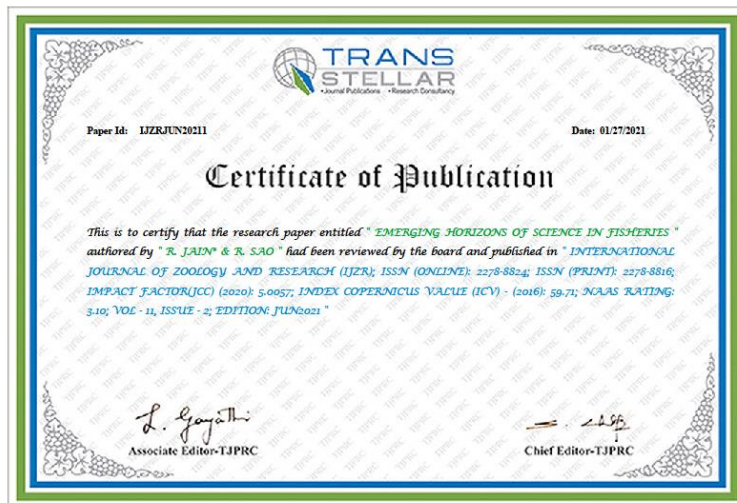 TRANS
STELLAR
•Journal Publications •Research Consultancy
Paper Id: IJZRJUN20211 Date: 01/27/2021
Certificate of Publication
This is to certify that the research paper entitled " EMERGING HORIZONS OF SCIENCE IN FISHERIES "
authored by " R. JAIN* & R. SAO " had been reviewed by the board and published in " INTERNATIONAL
JOURNAL OF ZOOLOGY AND RESEARCH (IJZR); ISSN (ONLINE): 2278-8824; ISSN (PRINT): 2278-8816;
IMPACT FACTOR(JCC) (2020): 5.0057; INDEX COPERNICUS VALUE (ICV) - (2016): 59.71; NAAS RATING:
3.10; VOL - 11, ISSUE - 2; EDITION: JUN2021 "
L. Gayathri
Associate Editor-TJPRC Chief Editor-TJPRC